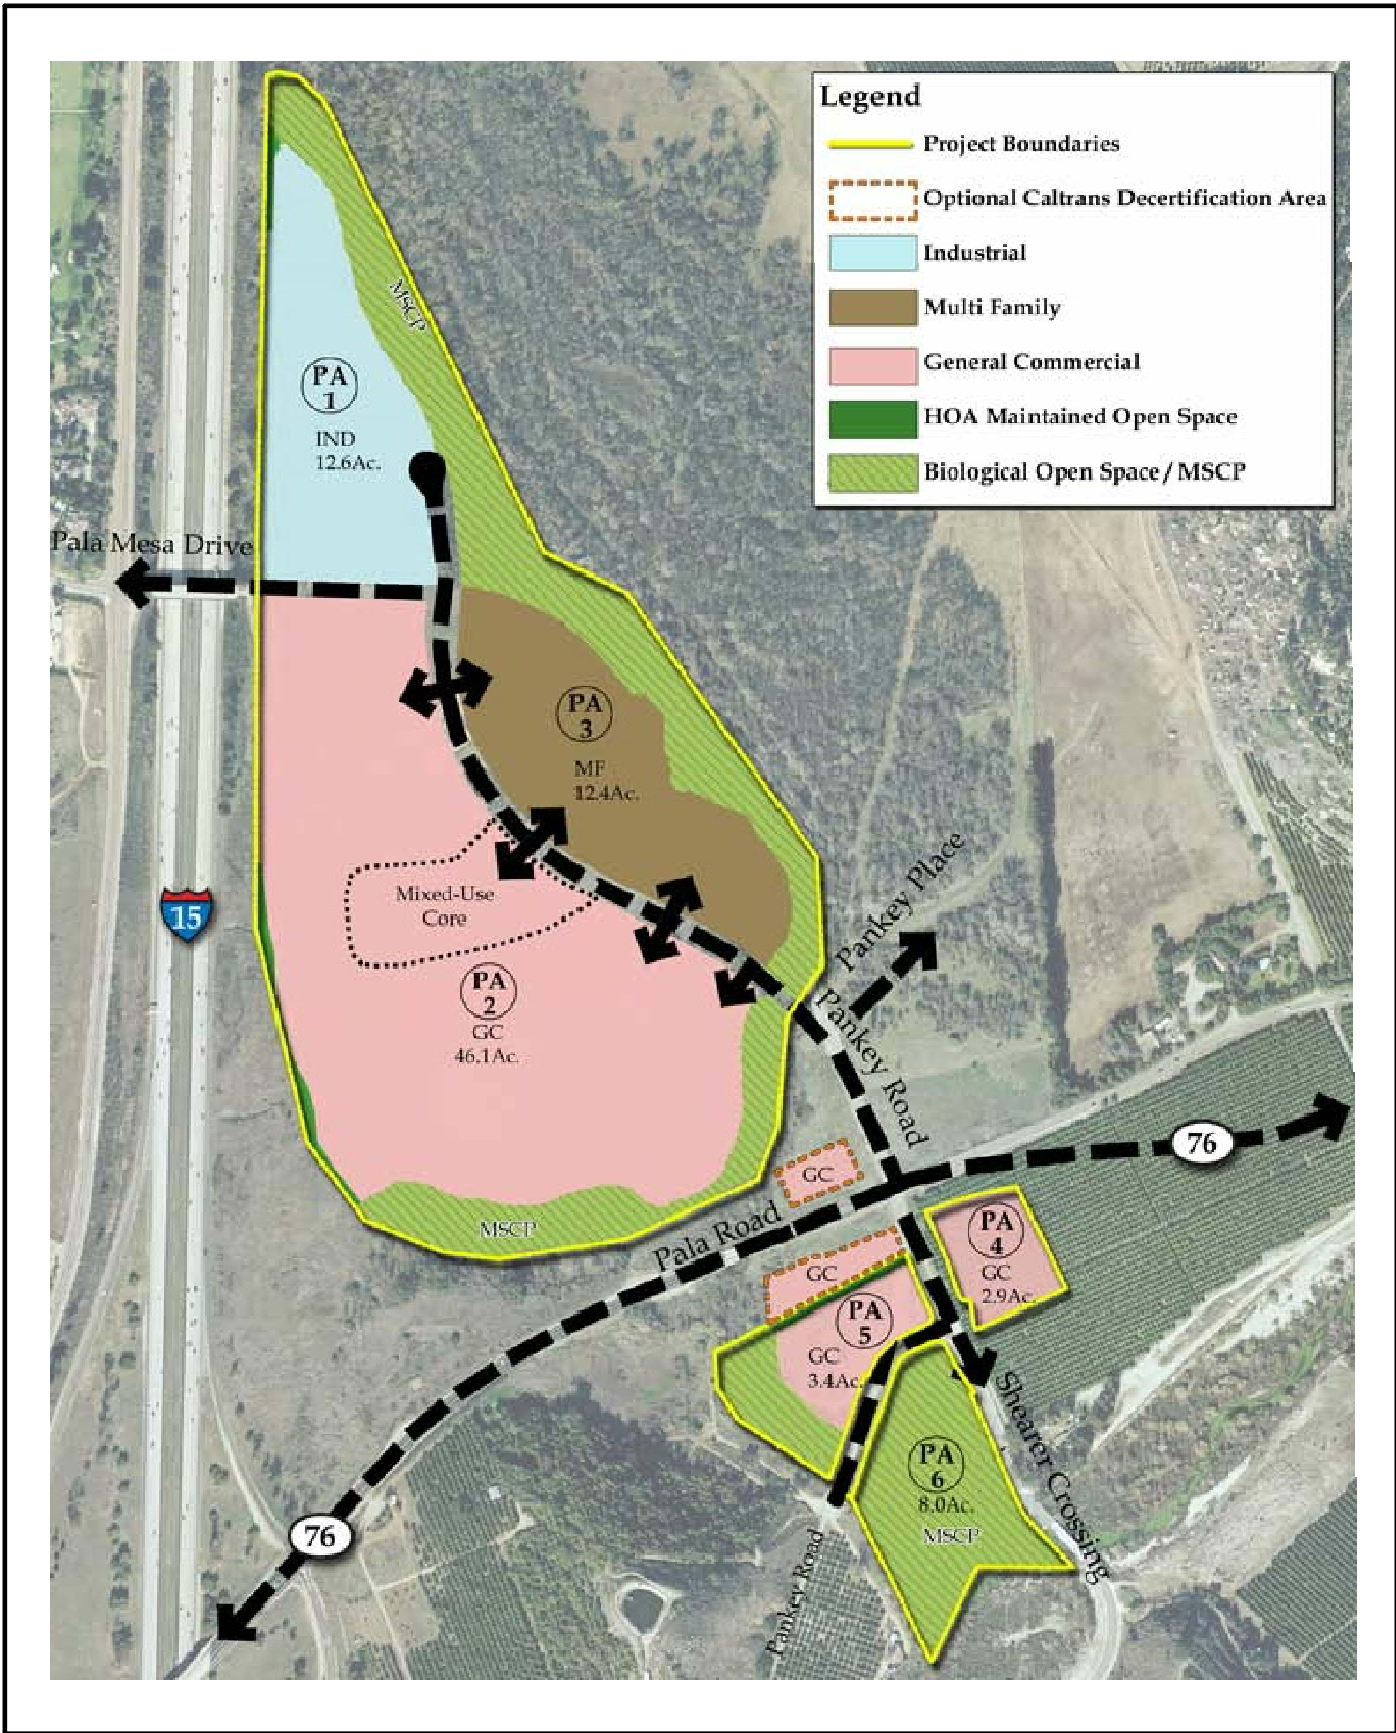 Legend
Project Boundaries
Optional Caltrans Decertification Area
Industrial
Multi Family
General Commercial
HOA Maintained Open Space
Biological Open Space / MSCP
MSCP
PA
1
IND
12.6Ac.
Pala Mesa Drive
PA
3
MF
12.4Ac.
Mixed-Use
Core
15
PA
2
GC
46.1Ac.
Pankey Place
Pankey Road
76
GC
MSCP
Pala Road
PA
4
GC
2.9Ac.
GC
PA
5
GC
3.4Ac.
Shearer Crossing
PA
6
8.0Ac.
MSCP
76
Pankey Road